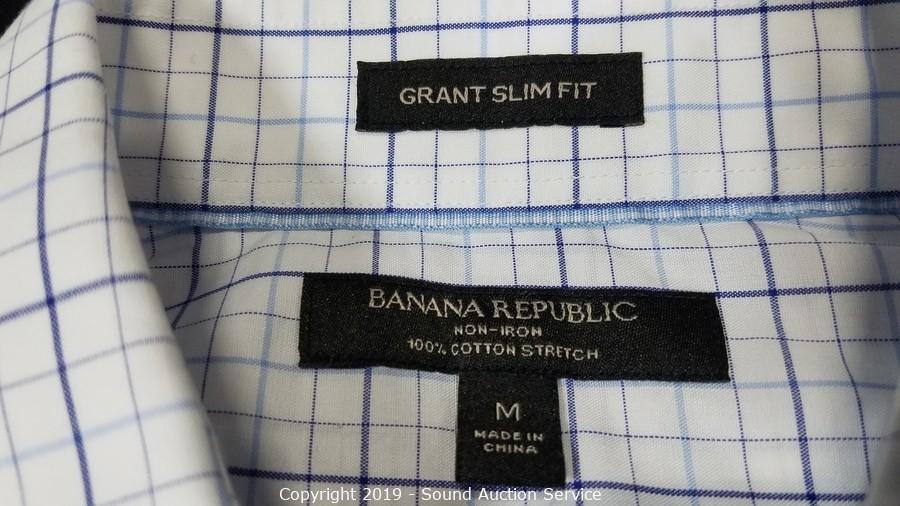 GRANT SLIM FIT
BANANA REPUBLIC
NON-IRON
100% COTTON STRETCH
M
MADE IN
CHINA
Copyright 2019 - Sound Auction Service